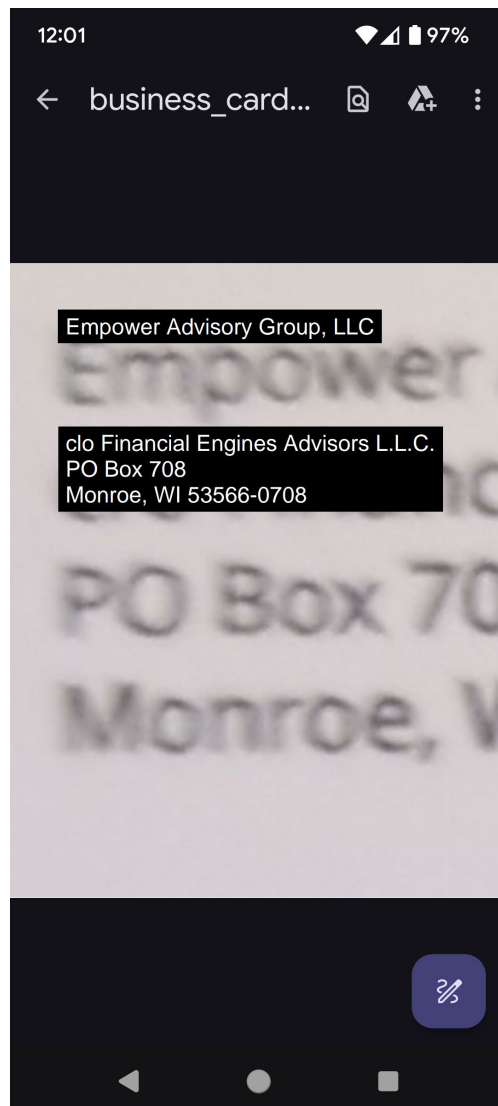 12:01
97%
business_card...
Empower Advisory Group, LLC
Empower
clo Financial Engines Advisors L.L.C.
PO Box 708
Monroe, WI 53566-0708
PO Box 70
Monroe, W